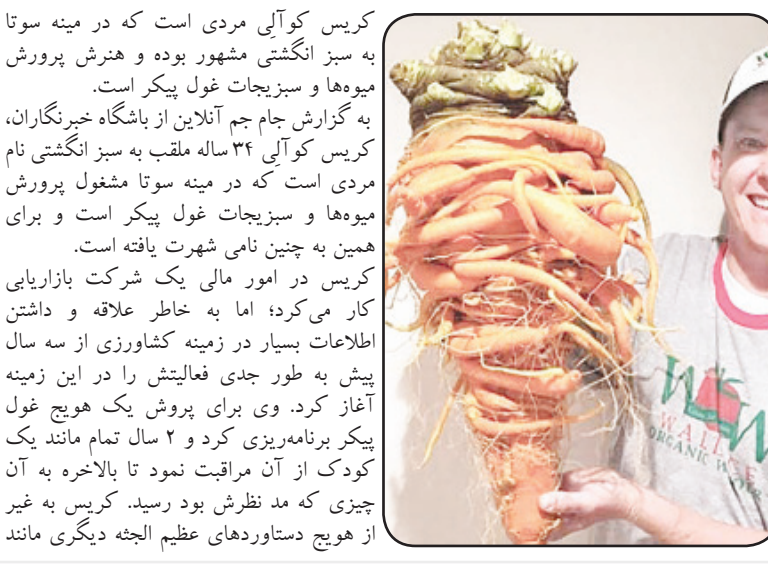 کریس کوآلِی مردی است که در مینه سوتا
به سبز انگشتی مشهور بوده و هنرش پرورش
میوه‌ها و سبزیجات غول پیکر است.
به گزارش جام جم آنلاین از باشگاه خبرنگاران،
کریس کوآلِی ۳۴ ساله ملقب به سبز انگشتی نام
مردی است که در مینه سوتا مشغول پرورش
میوه‌ها و سبزیجات غول پیکر است و برای
همین به چنین نامی شهرت یافته است.
کریس در امور مالی یک شرکت بازاریابی
کار می‌کرد؛ اما به خاطر علاقه و داشتن
اطلاعات بسیار در زمینه کشاورزی از سه سال
پیش به طور جدی فعالیتش را در این زمینه
آغاز کرد. وی برای پروش یک هویج غول
پیکر برنامه‌ریزی کرد و ۲ سال تمام مانند یک
کودک از آن مراقبت نمود تا بالاخره به آن
چیزی که مد نظرش بود رسید. کریس به غیر
از هویج دستاوردهای عظیم الجثه دیگری مانند
ORGANIC